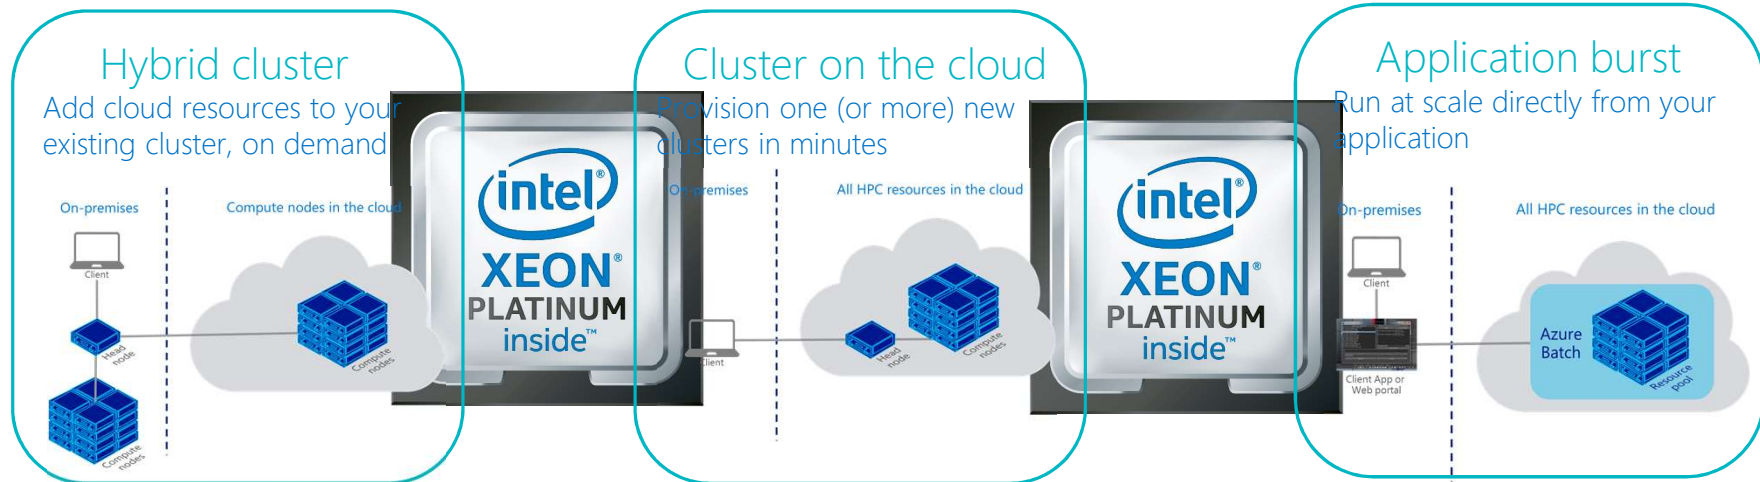 Hybrid cluster
Add cloud resources to your
existing cluster, on demand
On-premises
Compute nodes in the cloud
Client
Head
node
Compute
nodes
Compute
nodes
intel®
XEON®
PLATINUM
inside™
Cluster on the cloud
Provision one (or more) new
clusters in minutes
On-premises
All HPC resources in the cloud
Client
Head
node
Compute
nodes
intel®
XEON®
PLATINUM
inside™
Application burst
Run at scale directly from your
application
On-premises
All HPC resources in the cloud
Client
Client App or
Web portal
Azure
Batch
Resource
pool